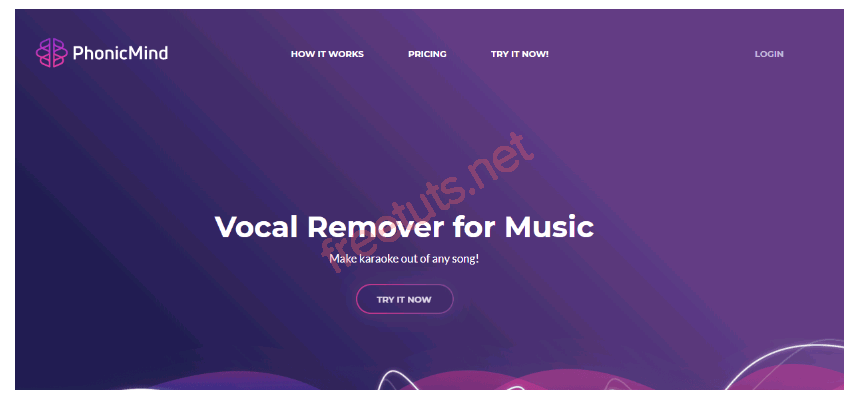 PhonicMind
HOW IT WORKS
PRICING
TRY IT NOW!
LOGIN
freetuts.net
Vocal Remover for Music
Make karaoke out of any song!
TRY IT NOW